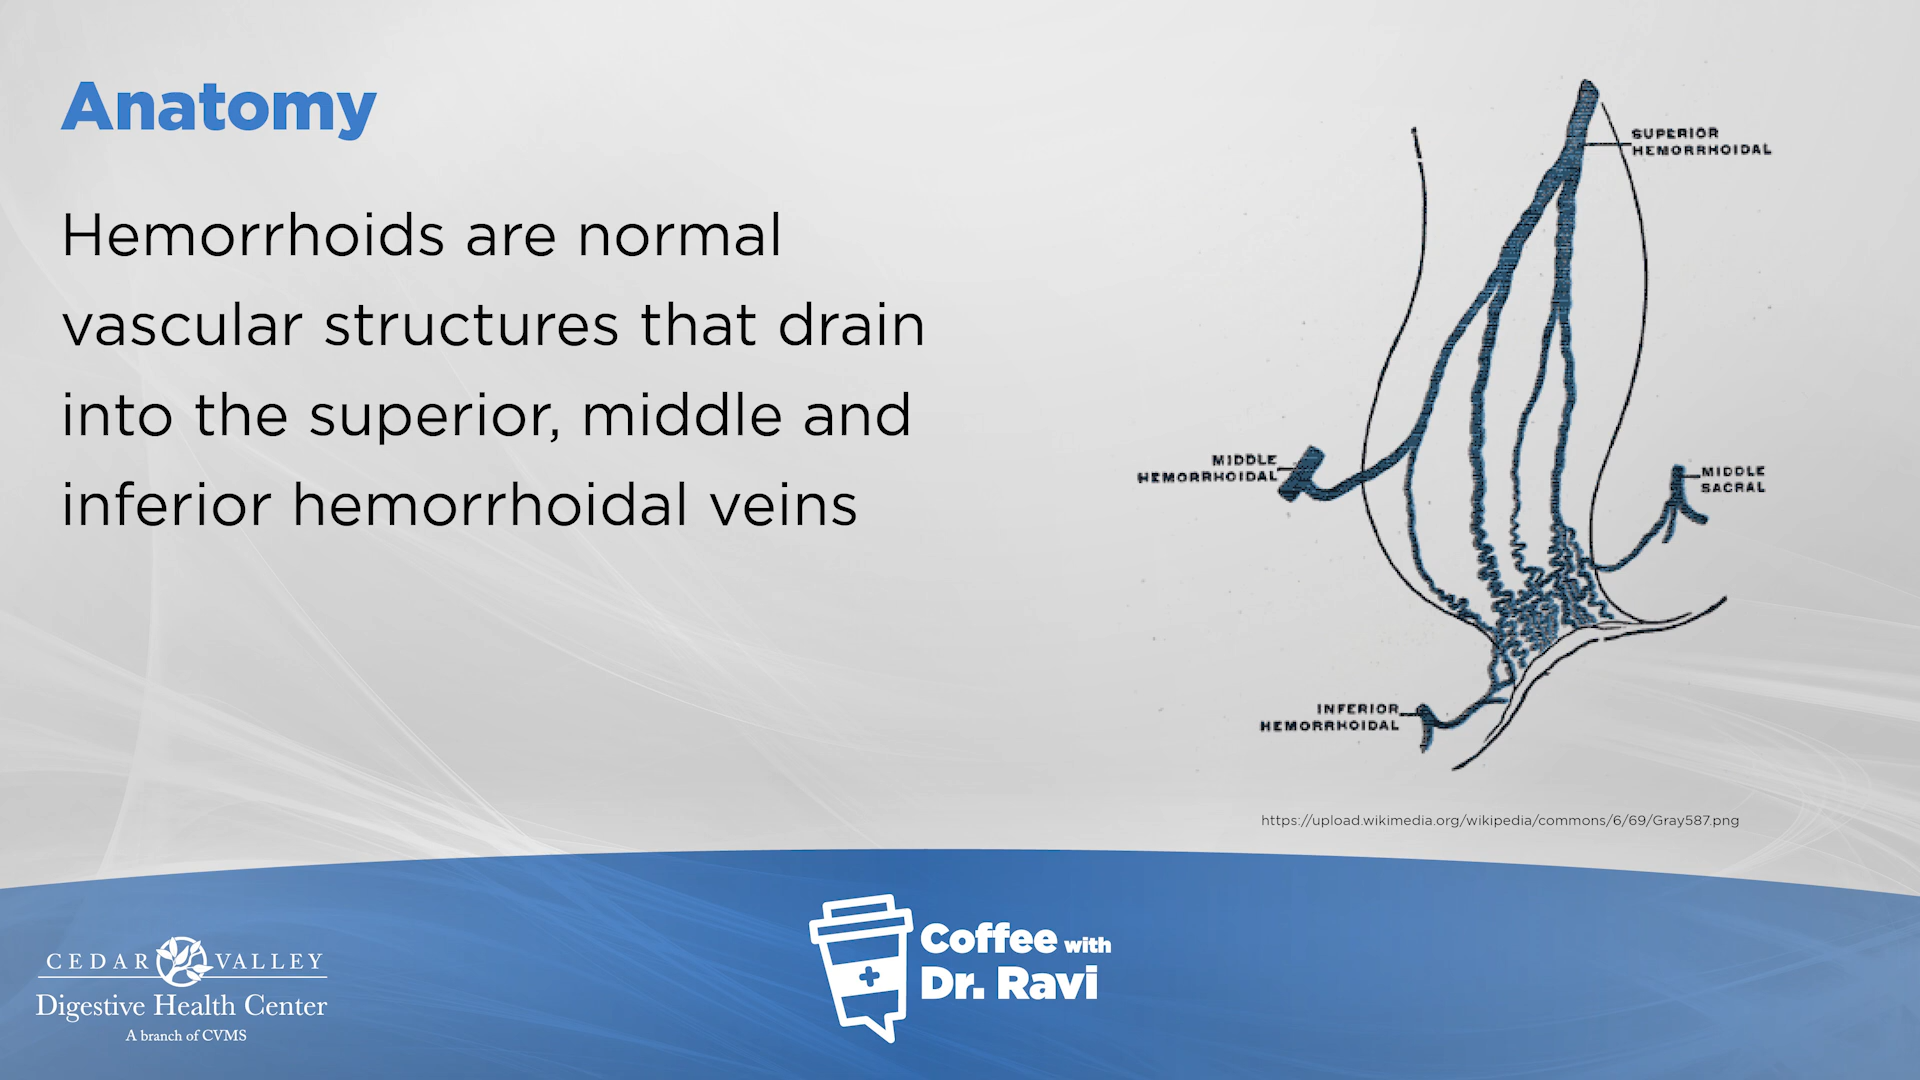 Anatomy
Hemorrhoids are normal
vascular structures that drain
into the superior, middle and
inferior hemorrhoidal veins
SUPERIOR
HEMORRHOIDAL
MIDDLE
HEMORRHOIDAL
MIDDLE
SACRAL
INFERIOR
HEMORRHOIDAL
https://upload.wikimedia.org/wikipedia/commons/6/69/Gray587.png
CEDAR VALLEY
Digestive Health Center
A branch of CVMS
Coffee with
Dr. Ravi